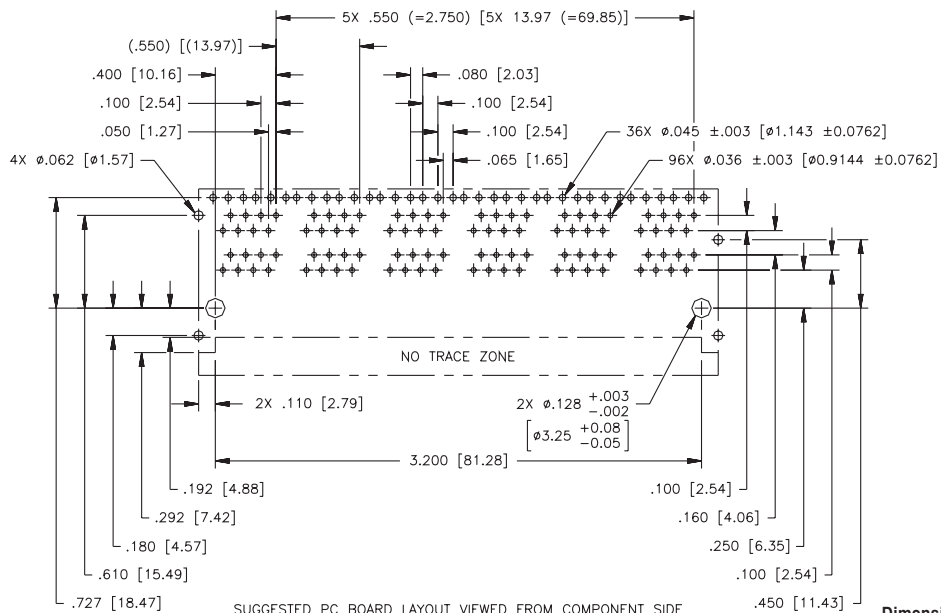 5X .550 (=2.750) [5X 13.97 (=69.85)]
(.550) [(13.97)]
.400 [10.16]
.080 [2.03]
.100 [2.54]
.100 [2.54]
.050 [1.27]
.100 [2.54]
36X ø.045 ±.003 [ø1.143 ±0.0762]
4X ø.062 [ø1.57]
.065 [1.65]
96X ø.036 ±.003 [ø0.9144 ±0.0762]
NO TRACE ZONE
2X .110 [2.79]
2X ø.128 +.003 -.002
[ø3.25 +0.08 -0.05]
3.200 [81.28]
.192 [4.88]
.100 [2.54]
.292 [7.42]
.160 [4.06]
.180 [4.57]
.250 [6.35]
.610 [15.49]
.100 [2.54]
.727 [18.47]
.450 [11.43]
SUGGESTED PC BOARD LAYOUT VIEWED FROM COMPONENT SIDE